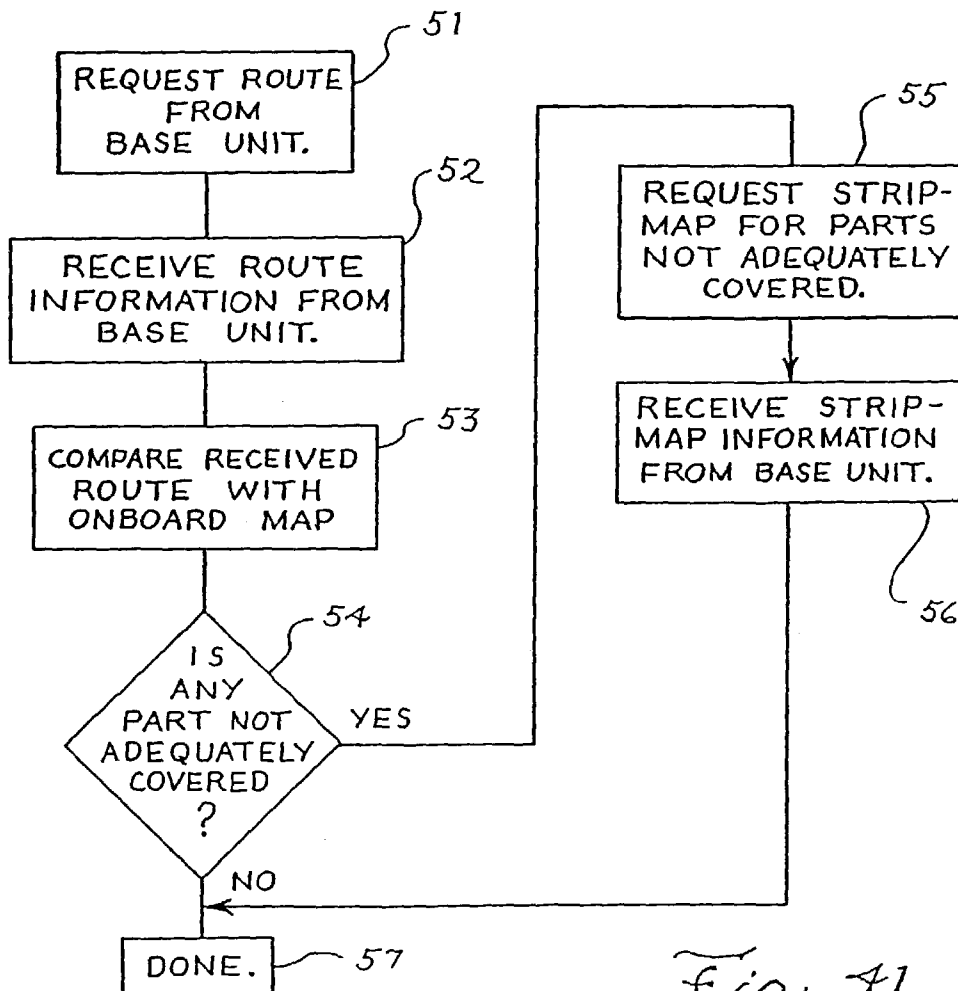 51
REQUEST ROUTE
FROM
BASE UNIT.
52
RECEIVE ROUTE
INFORMATION FROM
BASE UNIT.
53
COMPARE RECEIVED
ROUTE WITH
ONBOARD MAP
54
IS
ANY
PART NOT
ADEQUATELY
COVERED
?
YES
NO
55
REQUEST STRIP-
MAP FOR PARTS
NOT ADEQUATELY
COVERED.
RECEIVE STRIP-
MAP INFORMATION
FROM BASE UNIT.
56
DONE.
57
Fig. 41